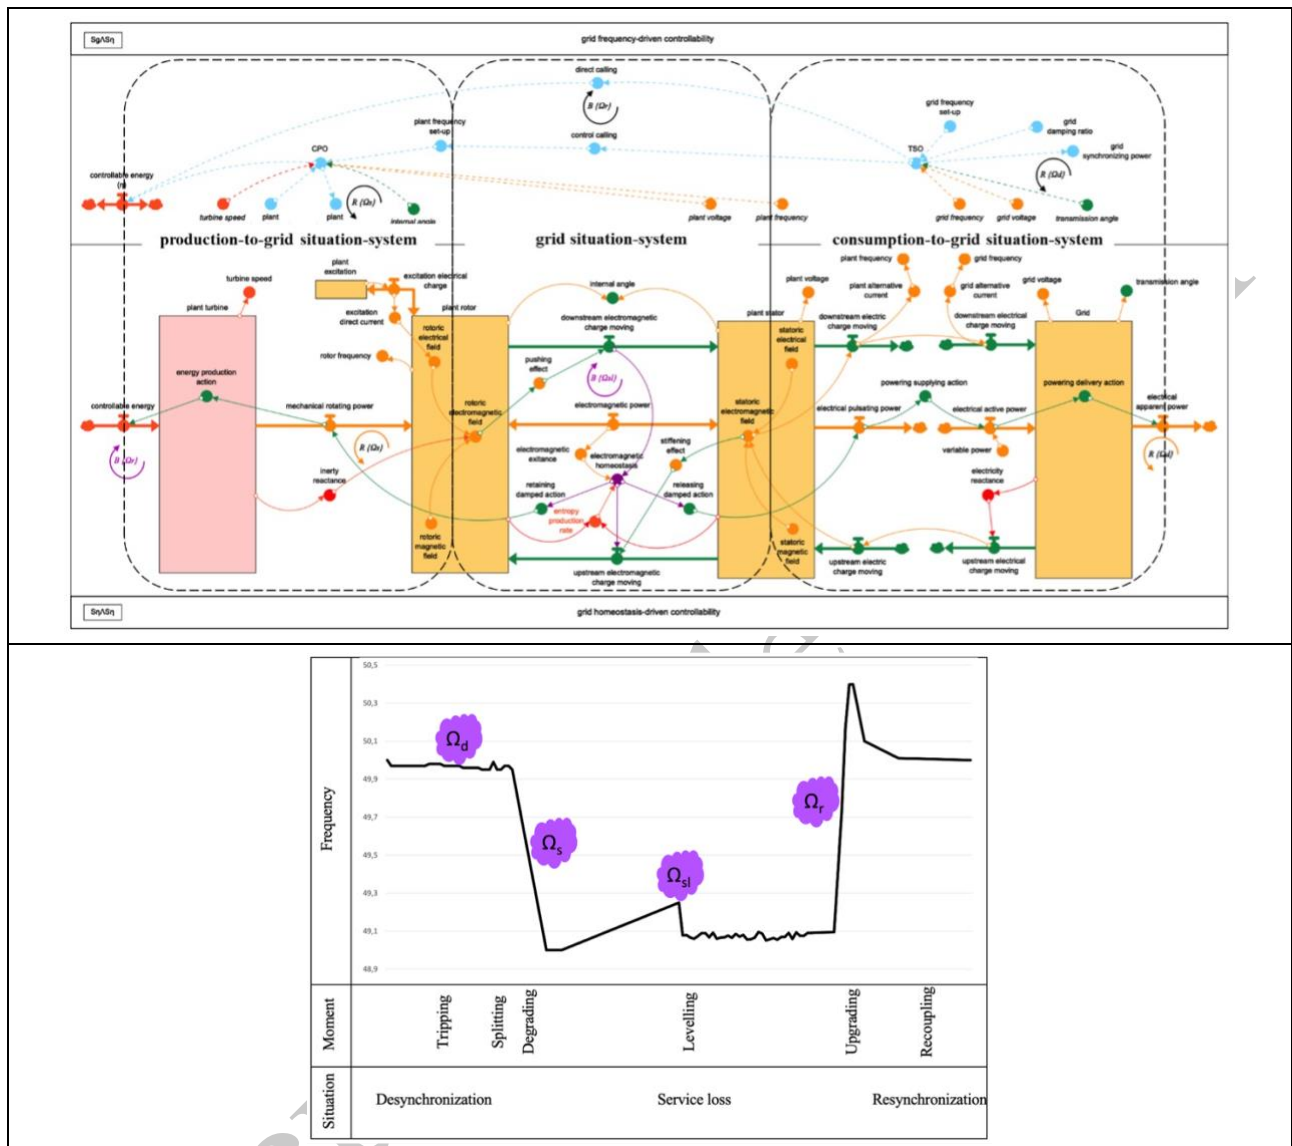 SgΛSη
grid frequency-driven controllability
direct calling
B (Ωr)
plant frequency
set-up
control calling
grid frequency
set-up
grid
damping ratio
grid
synchronizing power
CPO
TSO
controllable energy
(η)
R (Ωs)
R (Ωd)
turbine speed
plant
plant
internal angle
plant voltage
plant frequency
grid frequency
grid voltage
transmission angle
production-to-grid situation-system
grid situation-system
consumption-to-grid situation-system
plant
excitation
excitation electrical
charge
turbine speed
plant turbine
excitation
direct current
plant rotor
rotoric
electrical
field
rotor frequency
internal angle
downstream electromagnetic
charge moving
plant voltage
plant stator
statoric
electrical
field
plant frequency
grid frequency
plant alternative
current
grid alternative
current
grid voltage
transmission angle
downstream electric
charge moving
downstream electrical
charge moving
Grid
energy production
action
pushing
effect
B (Ωsl)
powering supplying action
powering delivery action
controllable energy
mechanical rotating power
rotoric
electromagnetic
field
electromagnetic power
statoric
electromagnetic
field
electrical pulsating power
electrical active power
electrical
apparent power
B (Ωr)
R (Ωs)
R (Ωd)
inerty
reactance
electromagnetic
exitance
electromagnetic
homeostasis
stiffening
effect
variable power
electricity
reactance
retaining
damped action
entropy
production
rate
releasing
damped action
rotoric
magnetic
field
statoric
magnetic
field
upstream electromagnetic
charge moving
upstream electric
charge moving
upstream electrical
charge moving
SηΛSη
grid homeostasis-driven controllability
Frequency
50,5
50,3
50,1
49,9
49,7
49,5
49,3
49,1
48,9
Ωd
Ωs
Ωsl
Ωr
Moment
Tripping
Splitting
Degrading
Levelling
Upgrading
Recoupling
Situation
Desynchronization
Service loss
Resynchronization